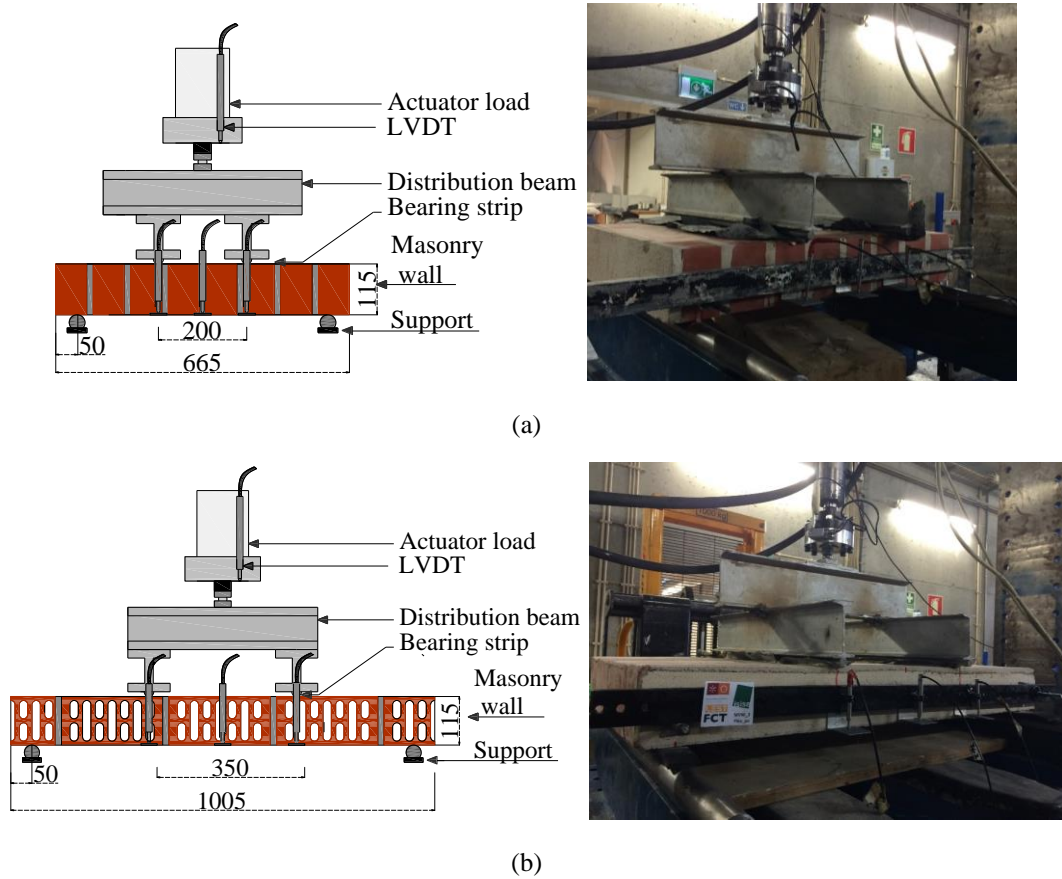 Actuator load
LVDT
Distribution beam
Bearing strip
Masonry
wall
115
Support
200
50
665
(a)
Actuator load
LVDT
Distribution beam
Bearing strip
Masonry
wall
115
Support
50
350
1005
FCT
(b)